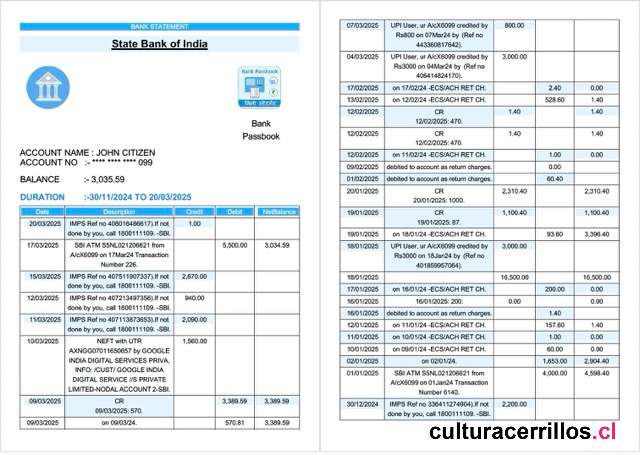 BANK STATEMENT
State Bank of India
Bank Passbook
Bank
Passbook
ACCOUNT NAME : JOHN CITIZEN
ACCOUNT NO :- **** **** **** 099
BALANCE :- 3,035.59
DURATION :-30/11/2024 TO 20/03/2025
Date Description Credit Debit NetBalance
20/03/2025 IMPS Ref no 408016486617).If not 1.00
done by you, call 1800111109. -SBI.
17/03/2025 SBI ATM S5NL021206621 from 5,500.00 3,034.59
A/cX6099 on 17Mar24 Transaction
Number 226.
15/03/2025 IMPS Ref no 407511907337).If not 2,670.00
done by you, call 1800111109. -SBI.
12/03/2025 IMPS Ref no 407213497356).If not 940.00
done by you, call 1800111109. -SBI.
11/03/2025 IMPS Ref no 407113873653).If not 2,090.00
done by you, call 1800111109. -SBI.
10/03/2025 NEFT with UTR 1,560.00
AXNGG07011650657 by GOOGLE
INDIA DIGITAL SERVICES PRIVA.
INFO: /CUST/ GOOGLE INDIA
DIGITAL SERVICE //S PRIVATE
LIMITED-NODAL ACCOUNT 2-SBI.
09/03/2025 CR 3,389.59 3,389.59
09/03/2025: 570.
09/03/2025 on 09/03/24. 570.81 3,389.59
07/03/2025 UPI User, ur A/cX6099 credited by 800.00
Rs800 on 07Mar24 by (Ref no
443360817642).
04/03/2025 UPI User, ur A/cX6099 credited by 3,000.00
Rs3000 on 04Mar24 by (Ref no
406414824170).
17/02/2025 on 17/02/24 -ECS/ACH RET CH. 2.40 0.00
13/02/2025 on 12/02/24 -ECS/ACH RET CH. 528.60 1.40
12/02/2025 CR 1.40 1.40
12/02/2025: 470.
12/02/2025 CR 1.40 1.40
12/02/2025: 470.
12/02/2025 on 11/02/24 -ECS/ACH RET CH. 1.00 0.00
09/02/2025 debited to account as return charges. 0.00
01/02/2025 debited to account as return charges. 60.40
20/01/2025 CR 2,310.40 2,310.40
20/01/2025: 1000.
19/01/2025 CR 1,100.40 1,100.40
19/01/2025: 87.
19/01/2025 on 18/01/24 -ECS/ACH RET CH. 93.60 3,396.40
18/01/2025 UPI User, ur A/cX6099 credited by 3,000.00
Rs3000 on 18Jan24 by (Ref no
401859957064).
18/01/2025 16,500.00 16,500.00
17/01/2025 on 16/01/24 -ECS/ACH RET CH. 200.00 0.00
16/01/2025 16/01/2025: 200. 0.00 0.00
16/01/2025 debited to account as return charges. 1.40
12/01/2025 on 11/01/24 -ECS/ACH RET CH. 157.60 1.40
11/01/2025 on 10/01/24 -ECS/ACH RET CH. 1.00 0.00
10/01/2025 on 09/01/24 -ECS/ACH RET CH. 60.00 0.00
02/01/2025 on 02/01/24. 1,653.00 2,904.40
01/01/2025 SBI ATM S5NL021206621 from 4,000.00 4,598.40
A/cX6099 on 01Jan24 Transaction
Number 6140.
30/12/2024 IMPS Ref no 336411274904).If not 2,200.00
done by you, call 1800111109. -SBI.
culturacerrillos.cl